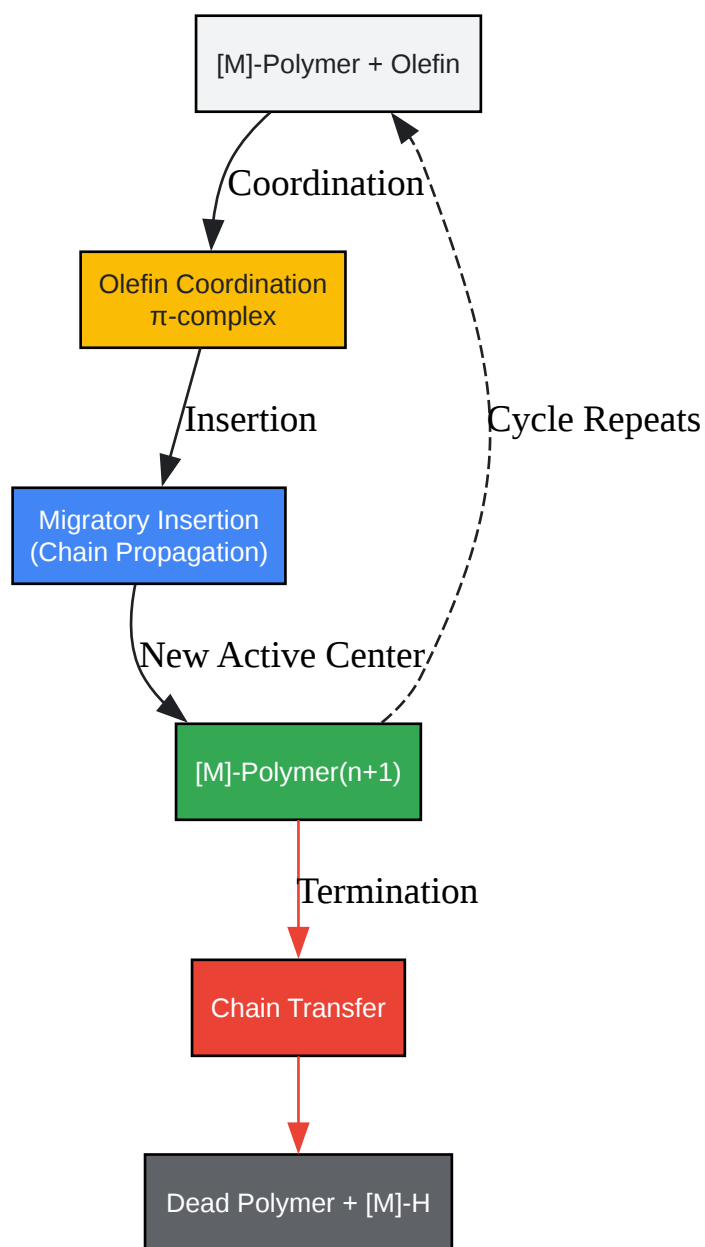 [M]-Polymer + Olefin
Coordination
Olefin Coordination
π-complex
Insertion
Cycle Repeats
Migratory Insertion
(Chain Propagation)
New Active Center
[M]-Polymer(n+1)
Termination
Chain Transfer
Dead Polymer + [M]-H